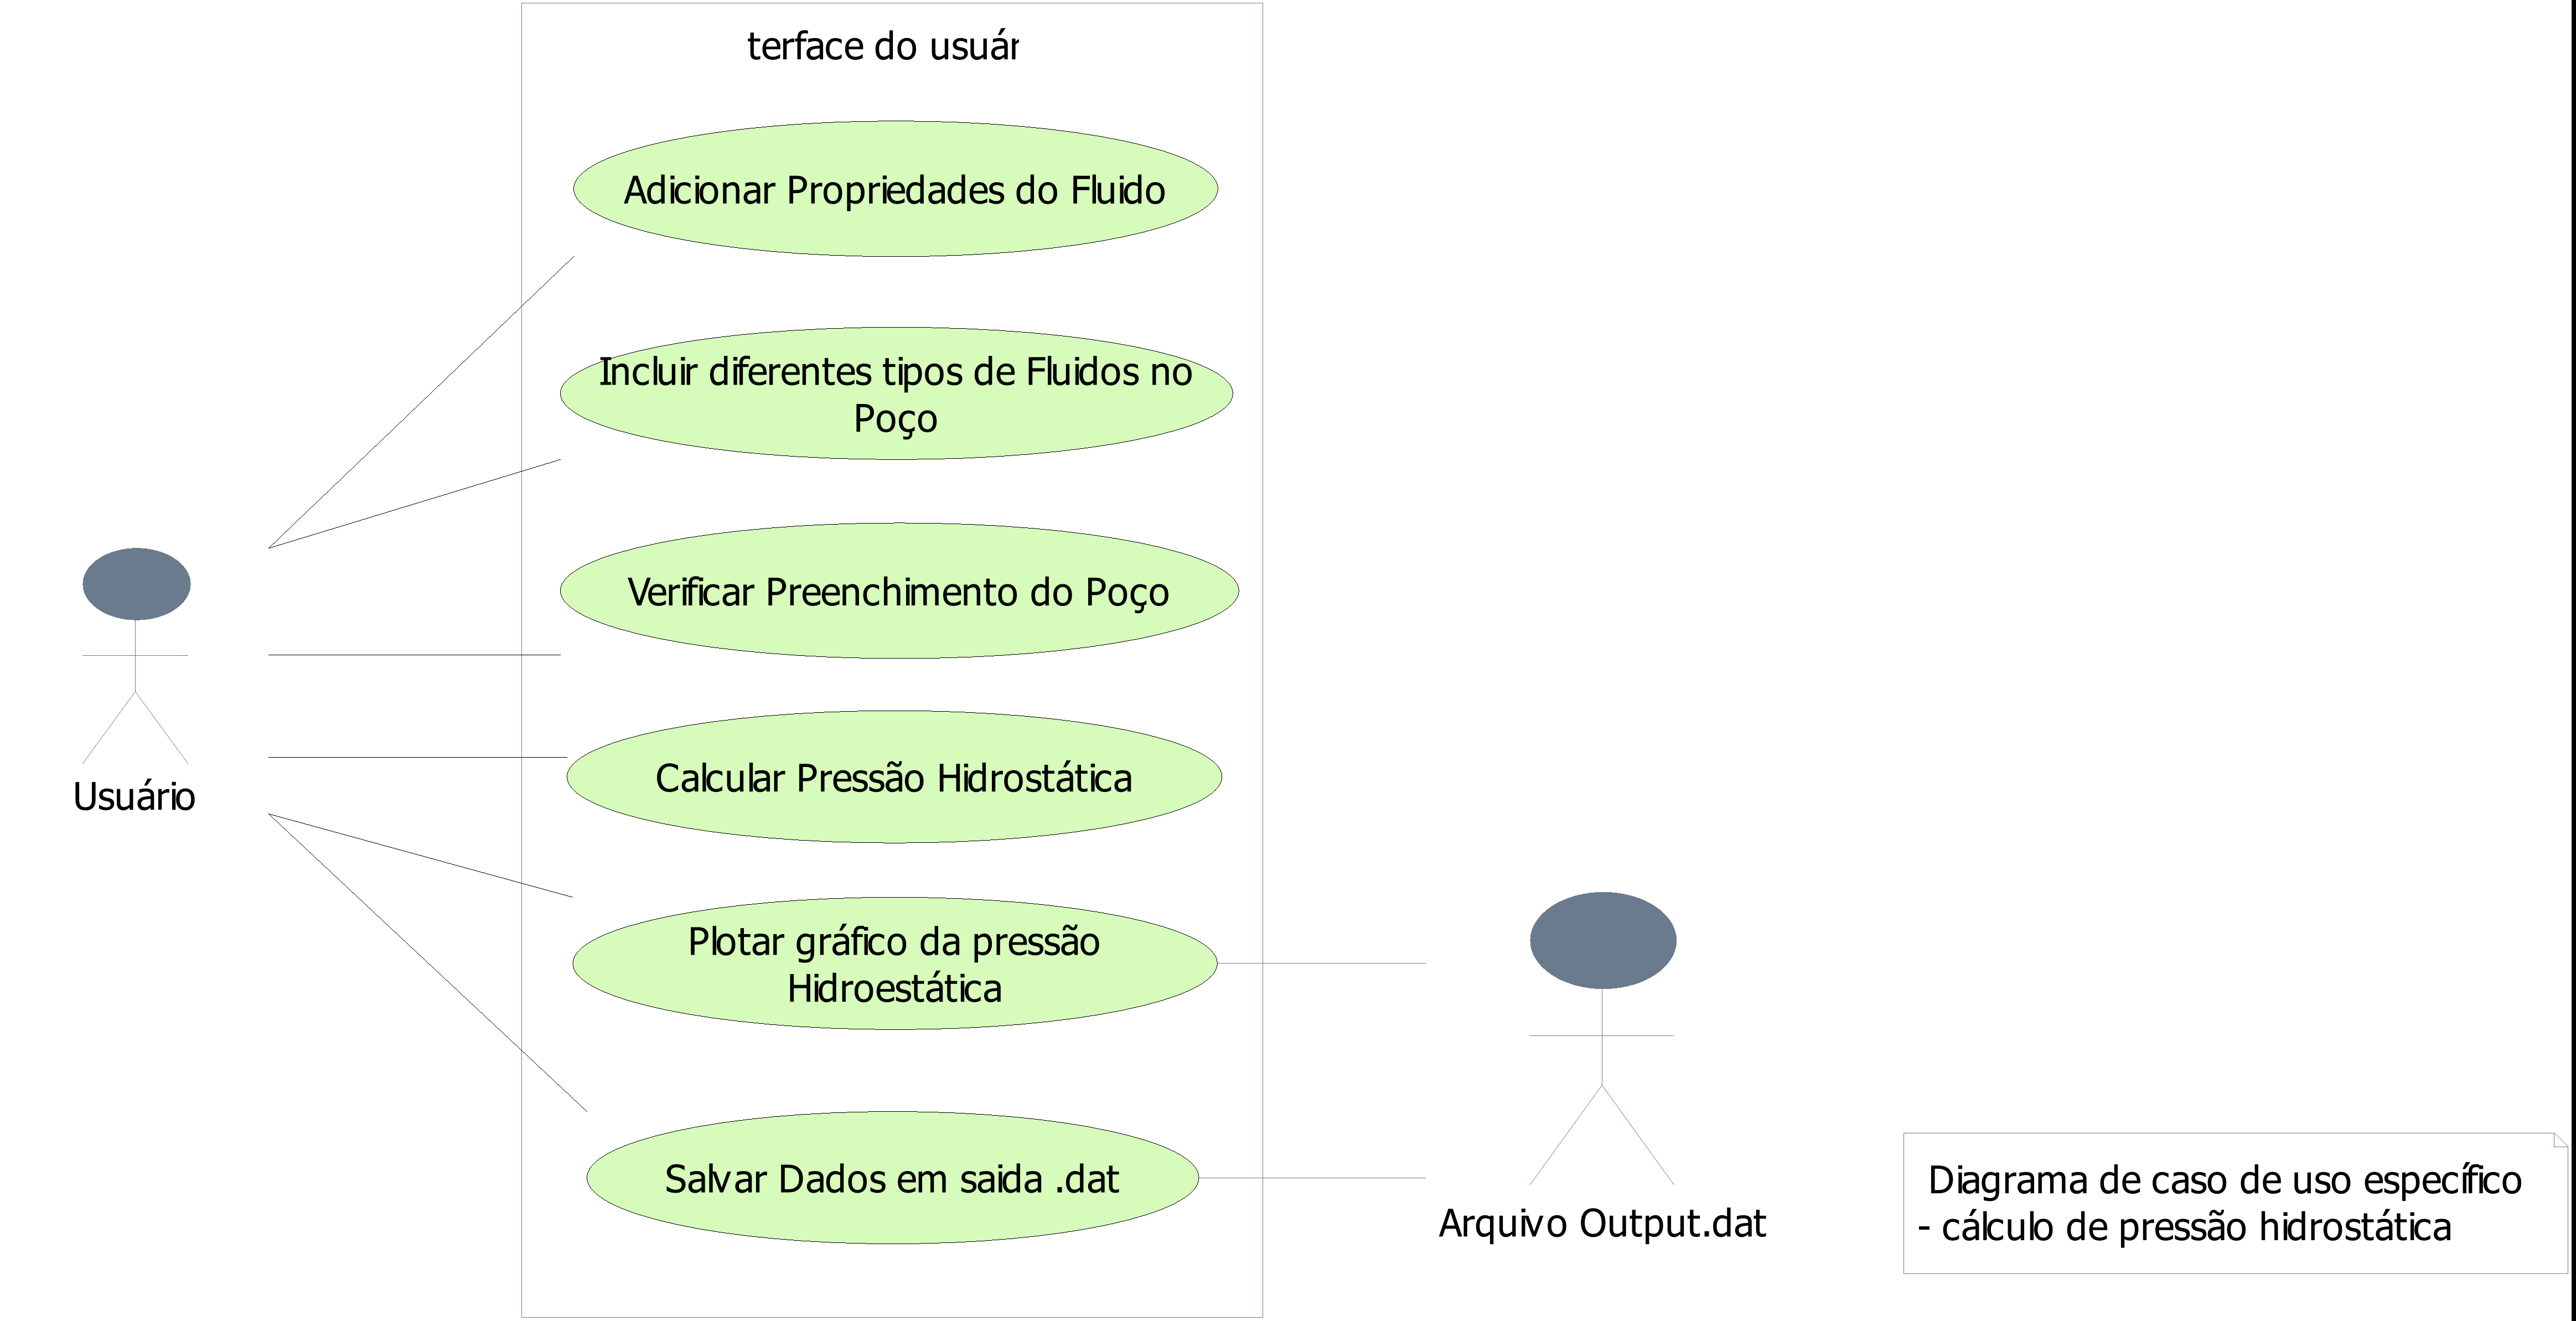 terface do usuár
Adicionar Propriedades do Fluido
Incluir diferentes tipos de Fluidos no
Poço
Verificar Preenchimento do Poço
Calcular Pressão Hidrostática
Usuário
Plotar gráfico da pressão
Hidroestática
Salvar Dados em saida .dat
Arquivo Output.dat
Diagrama de caso de uso específico
- cálculo de pressão hidrostática